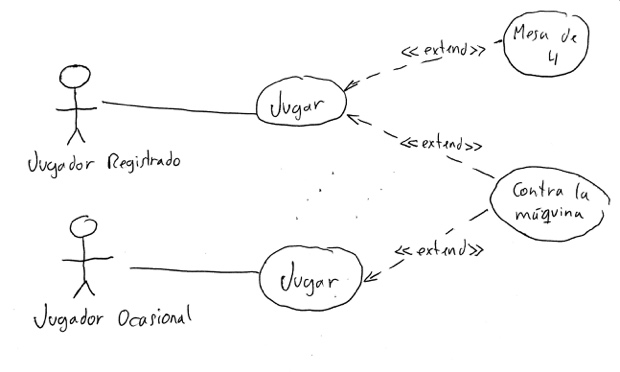 Mesa de
4
<< extend >>
Jugar
Jugador Registrado
<< extend >>
Contra la
máquina
<< extend >>
Jugar
Jugador Ocasional